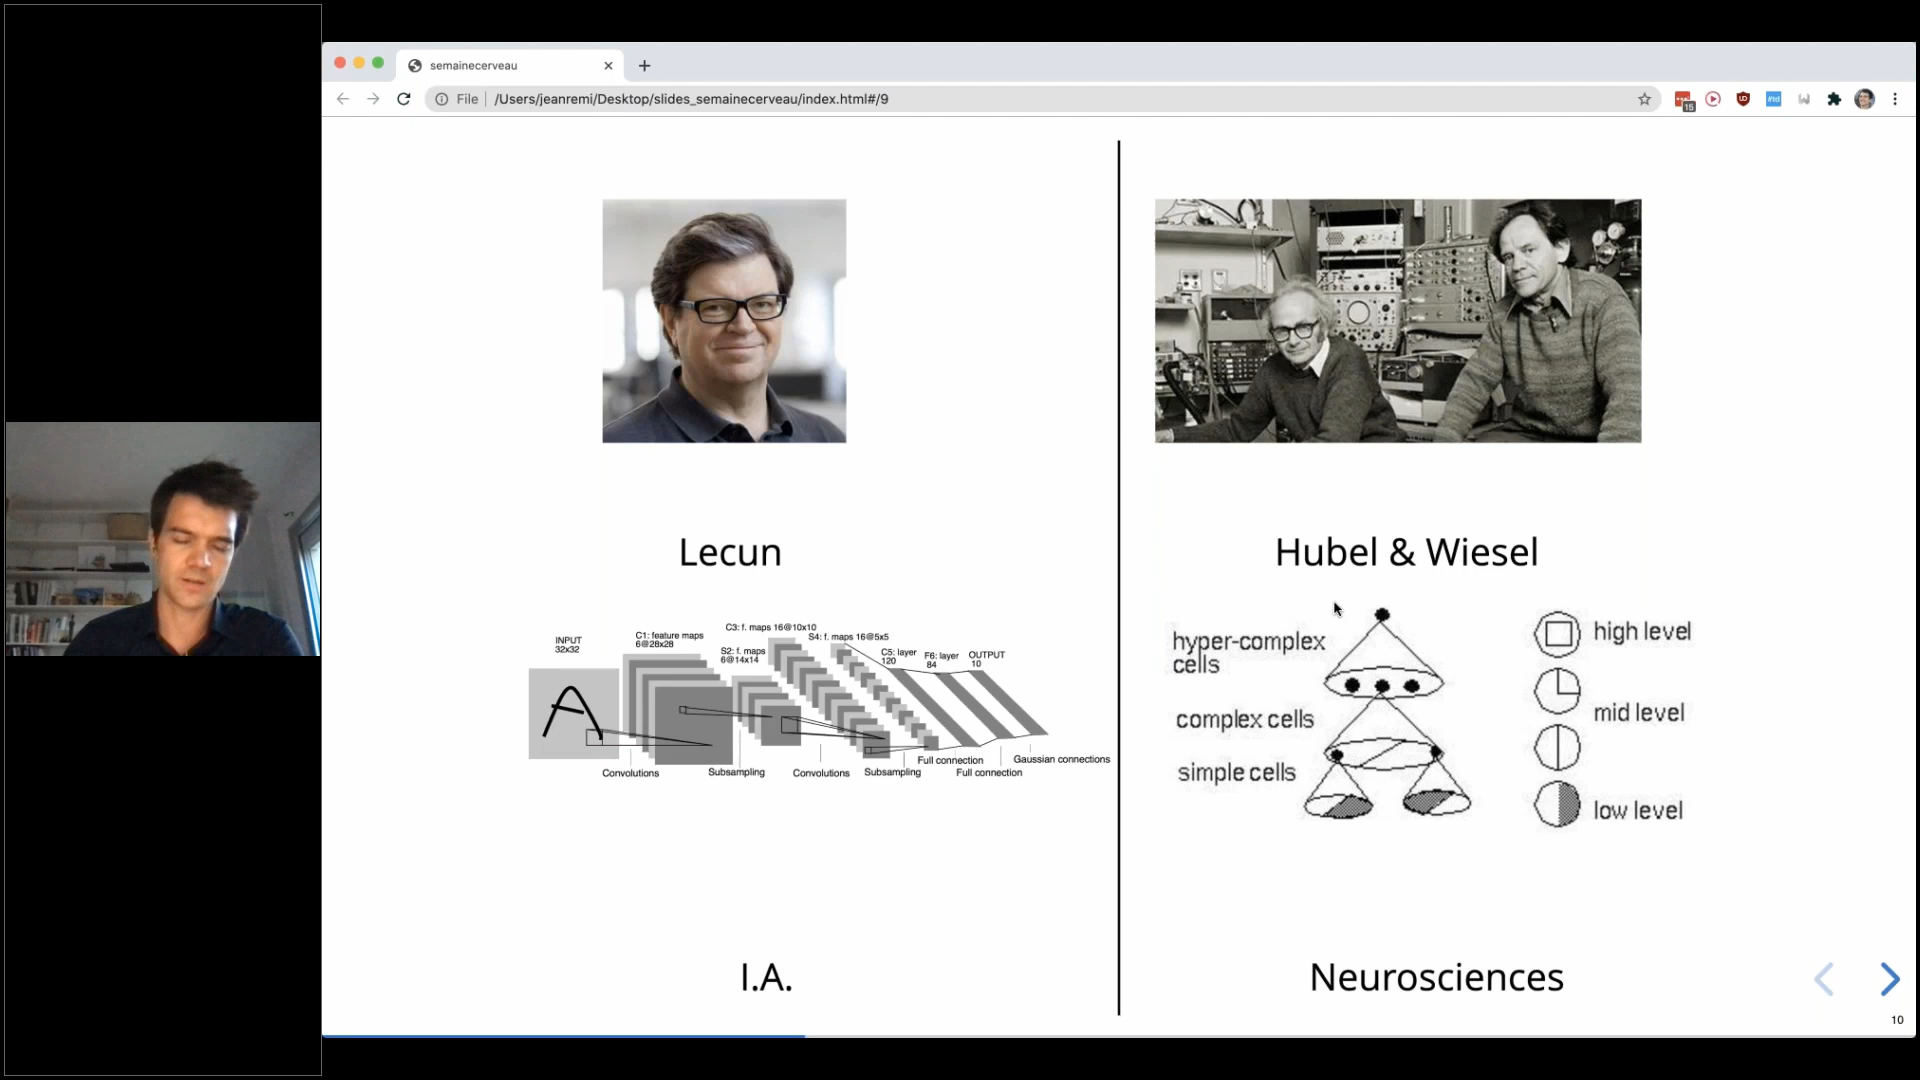 semainecerveau
File
/Users/jeanremi/Desktop/slides_semainecerveau/index.html#/9
15
Lecun
INPUT
32x32
C1: feature maps
6@28x28
S2: f. maps
6@14x14
C3: f. maps 16@10x10
S4: f. maps 16@5x5
C5: layer
120
F6: layer
84
OUTPUT
10
Convolutions
Subsampling
Convolutions
Subsampling
Full connection
Full connection
Gaussian connections
I.A.
Hubel & Wiesel
hyper-complex
cells
complex cells
simple cells
high level
mid level
low level
Neurosciences
10